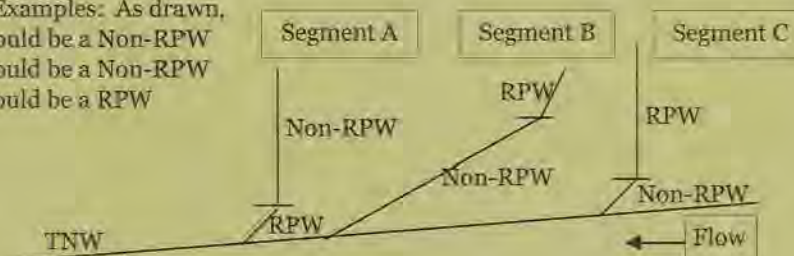 Examples: As drawn,
ould be a Non-RPW
ould be a Non-RPW
ould be a RPW
Segment A
Segment B
Segment C
RPW
Non-RPW
RPW
Non-RPW
Non-RPW
RPW
TNW
Flow